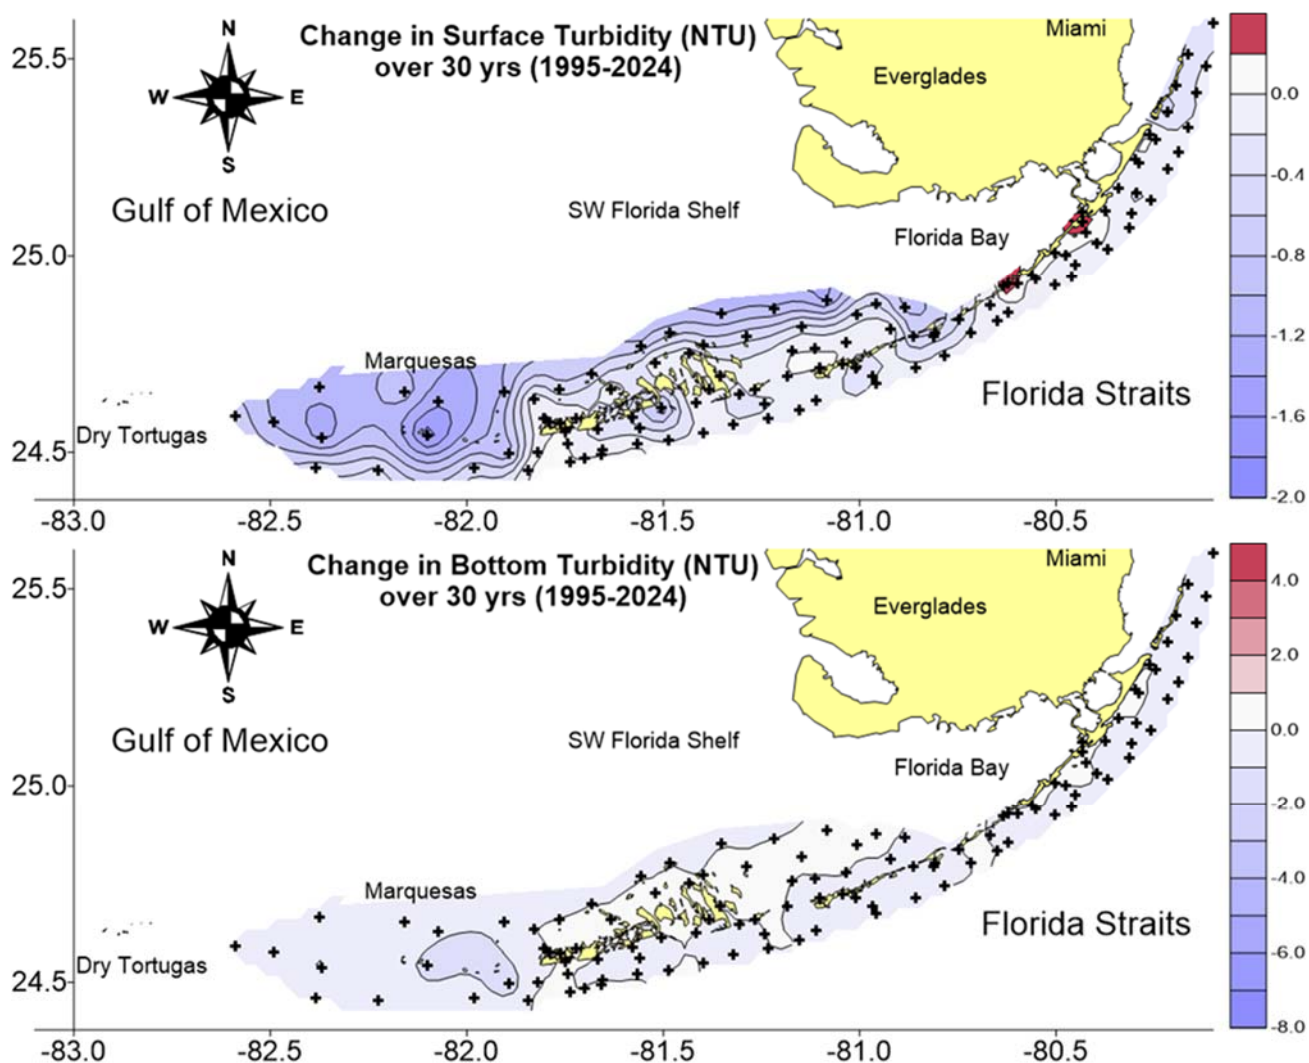 Change in Surface Turbidity (NTU)
over 30 yrs (1995-2024)
N
W E
S
Miami
Everglades
Gulf of Mexico
SW Florida Shelf
Florida Bay
Marquesas
Florida Straits
Dry Tortugas
25.5
25.0
24.5
-83.0 -82.5 -82.0 -81.5 -81.0 -80.5
0.0
-0.4
-0.8
-1.2
-1.6
-2.0
Change in Bottom Turbidity (NTU)
over 30 yrs (1995-2024)
N
W E
S
Miami
Everglades
Gulf of Mexico
SW Florida Shelf
Florida Bay
Marquesas
Florida Straits
Dry Tortugas
25.5
25.0
24.5
-83.0 -82.5 -82.0 -81.5 -81.0 -80.5
4.0
2.0
0.0
-2.0
-4.0
-6.0
-8.0